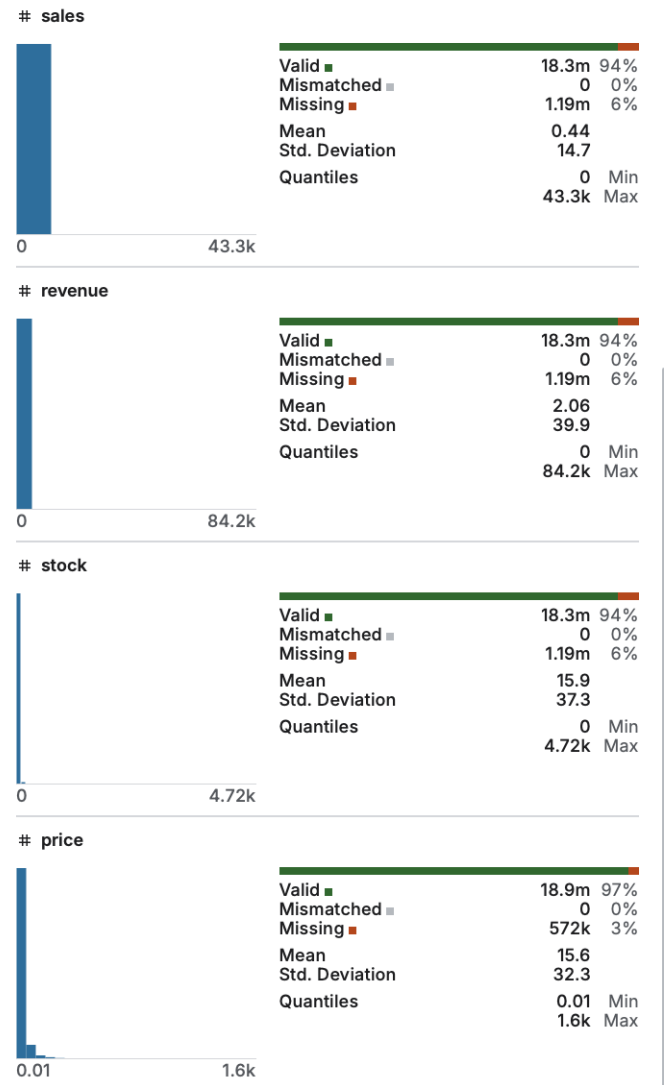 # sales
Valid 18.3m 94%
Mismatched 0 0%
Missing 1.19m 6%
Mean 0.44
Std. Deviation 14.7
Quantiles 0 Min
43.3k Max
0 43.3k
# revenue
Valid 18.3m 94%
Mismatched 0 0%
Missing 1.19m 6%
Mean 2.06
Std. Deviation 39.9
Quantiles 0 Min
84.2k Max
0 84.2k
# stock
Valid 18.3m 94%
Mismatched 0 0%
Missing 1.19m 6%
Mean 15.9
Std. Deviation 37.3
Quantiles 0 Min
4.72k Max
0 4.72k
# price
Valid 18.9m 97%
Mismatched 0 0%
Missing 572k 3%
Mean 15.6
Std. Deviation 32.3
Quantiles 0.01 Min
1.6k Max
0.01 1.6k